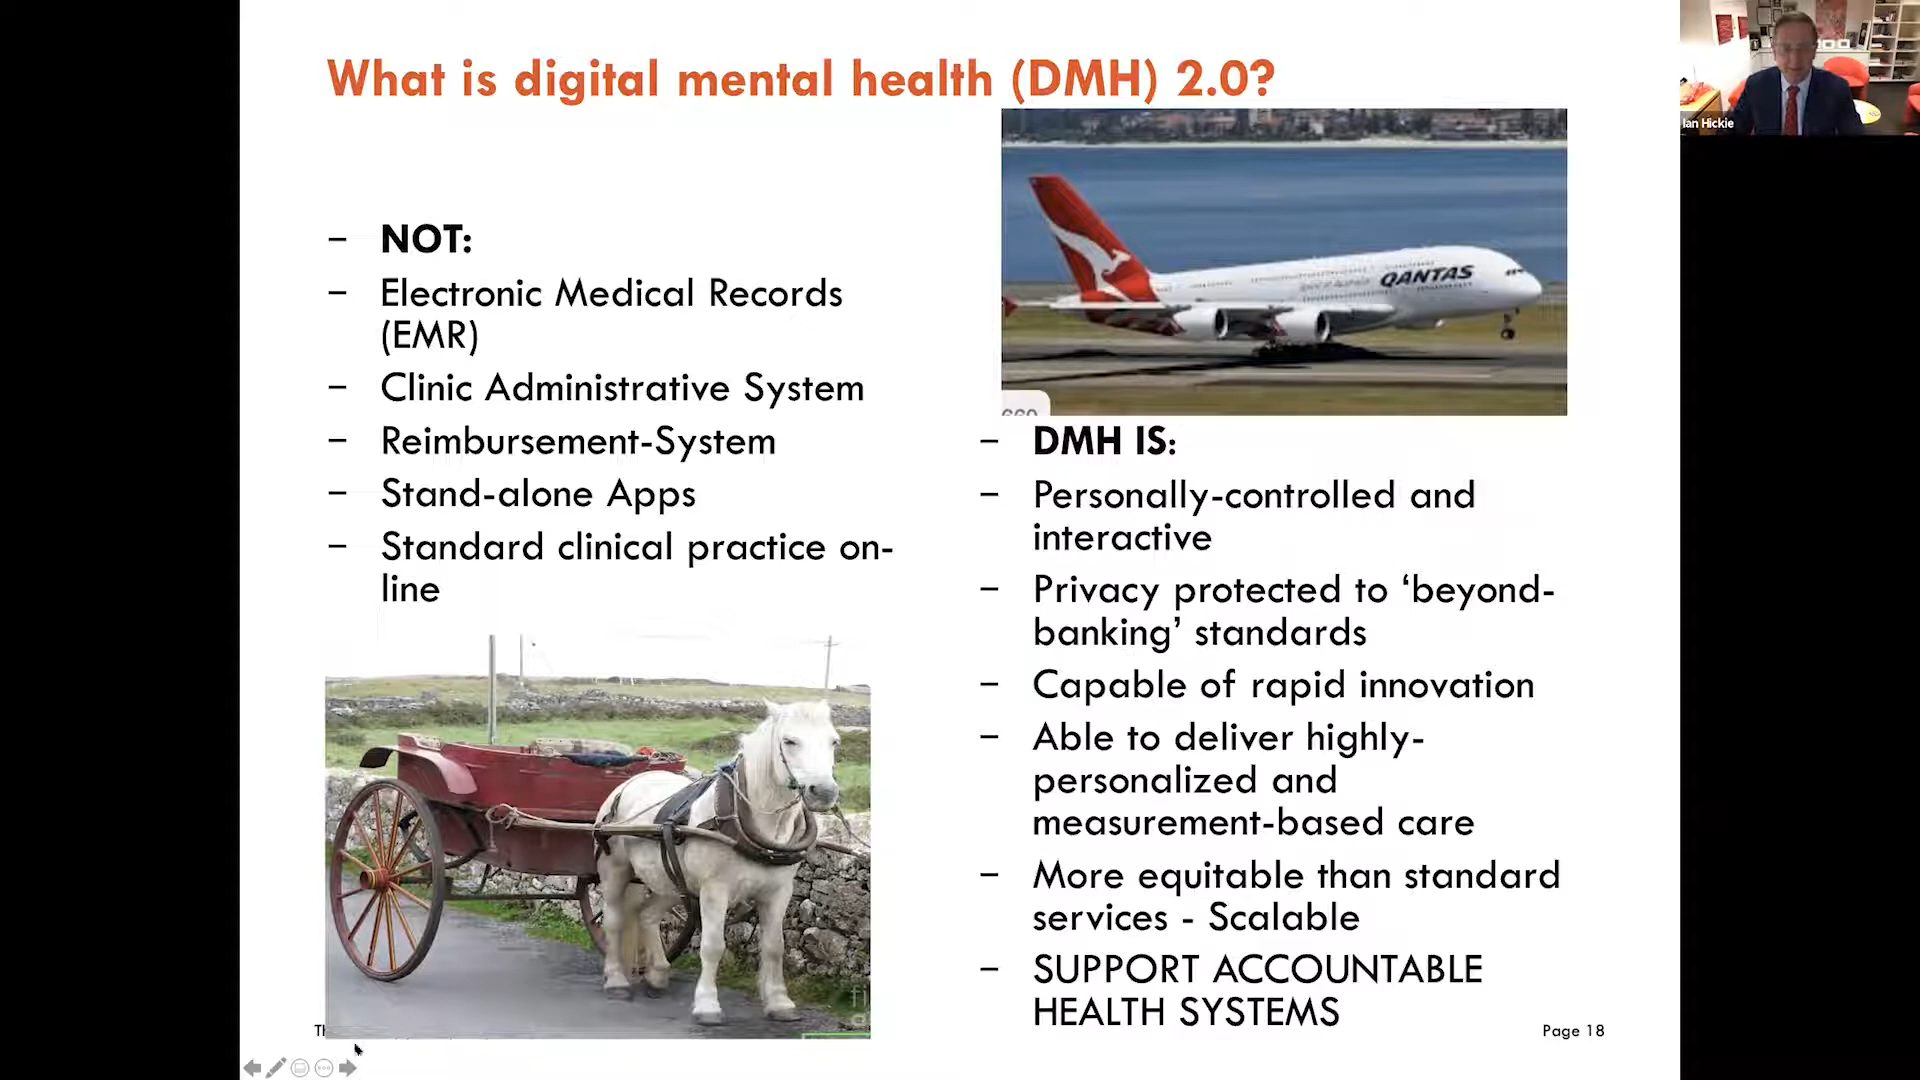 What is digital mental health (DMH) 2.0?
Ian Hickie
– NOT:
– Electronic Medical Records
(EMR)
– Clinic Administrative System
– Reimbursement-System
– Stand-alone Apps
– Standard clinical practice on-
line
QANTAS
– DMH IS:
– Personally-controlled and
interactive
– Privacy protected to ‘beyond-
banking’ standards
– Capable of rapid innovation
– Able to deliver highly-
personalized and
measurement-based care
– More equitable than standard
services - Scalable
– SUPPORT ACCOUNTABLE
HEALTH SYSTEMS
Page 18